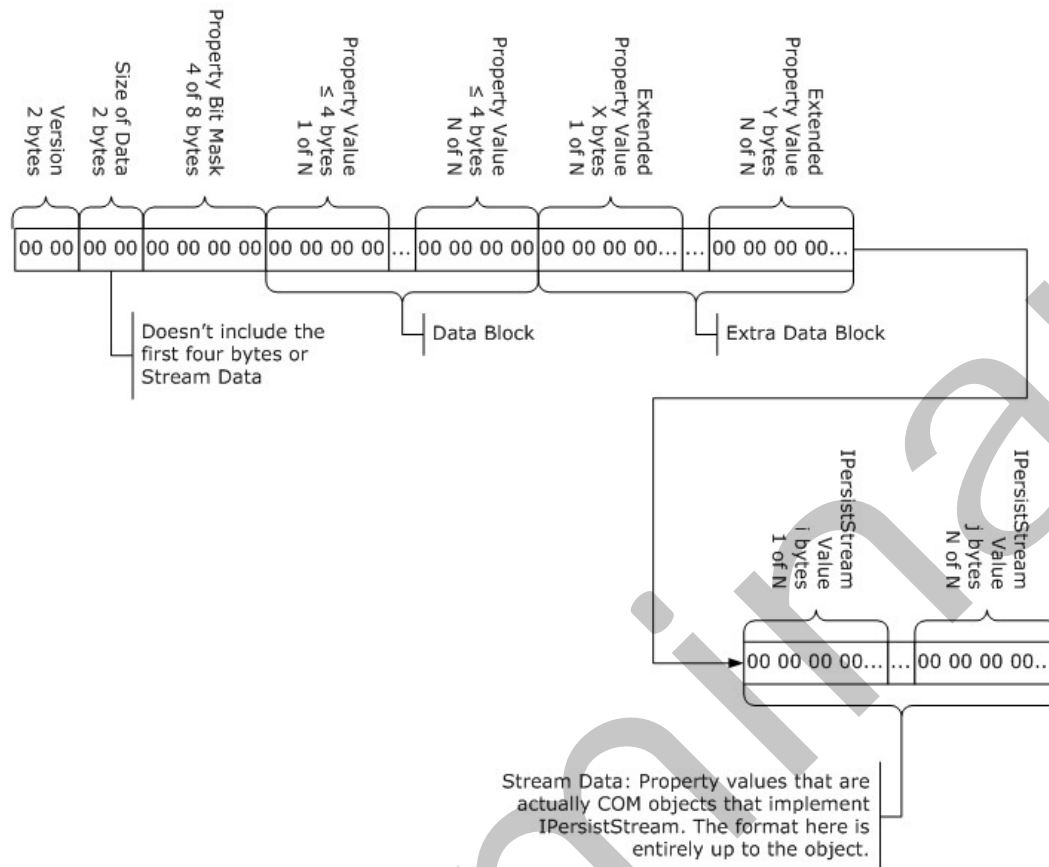 Version
2 bytes
Size of Data
2 bytes
Property Bit Mask
4 of 8 bytes
Property Value
≤ 4 bytes
1 of N
Property Value
≤ 4 bytes
N of N
Extended
Property Value
X bytes
1 of N
Extended
Property Value
Y bytes
N of N
00 00 00 00 00 00 00 00 00 00 00 00 ... 00 00 00 00 00 00 00 00... ... 00 00 00 00...
Doesn't include the
first four bytes or
Stream Data
Data Block
Extra Data Block
IPersistStream
Value
i bytes
1 of N
IPersistStream
Value
j bytes
N of N
00 00 00 00... ... 00 00 00 00...
Stream Data: Property values that are
actually COM objects that implement
IPersistStream. The format here is
entirely up to the object.